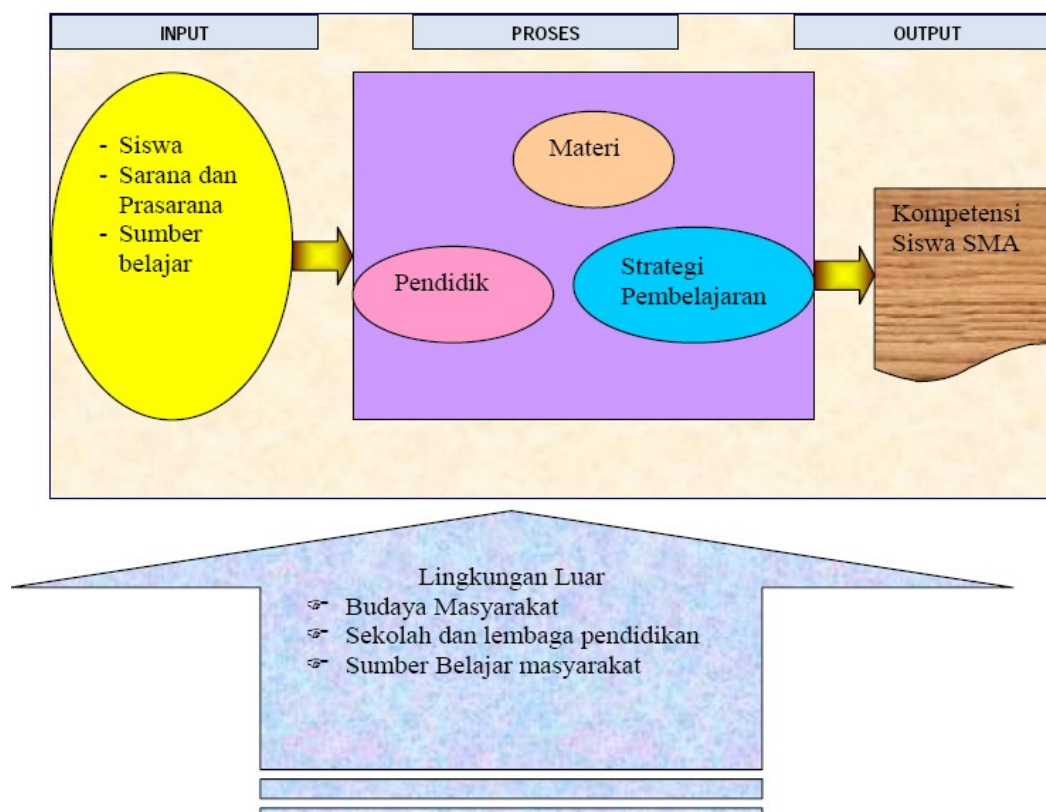 INPUT
PROSES
OUTPUT
- Siswa
- Sarana dan
Prasarana
- Sumber
belajar
Materi
Pendidik
Strategi
Pembelajaran
Kompetensi
Siswa SMA
Lingkungan Luar
☞ Budaya Masyarakat
☞ Sekolah dan lembaga pendidikan
☞ Sumber Belajar masyarakat